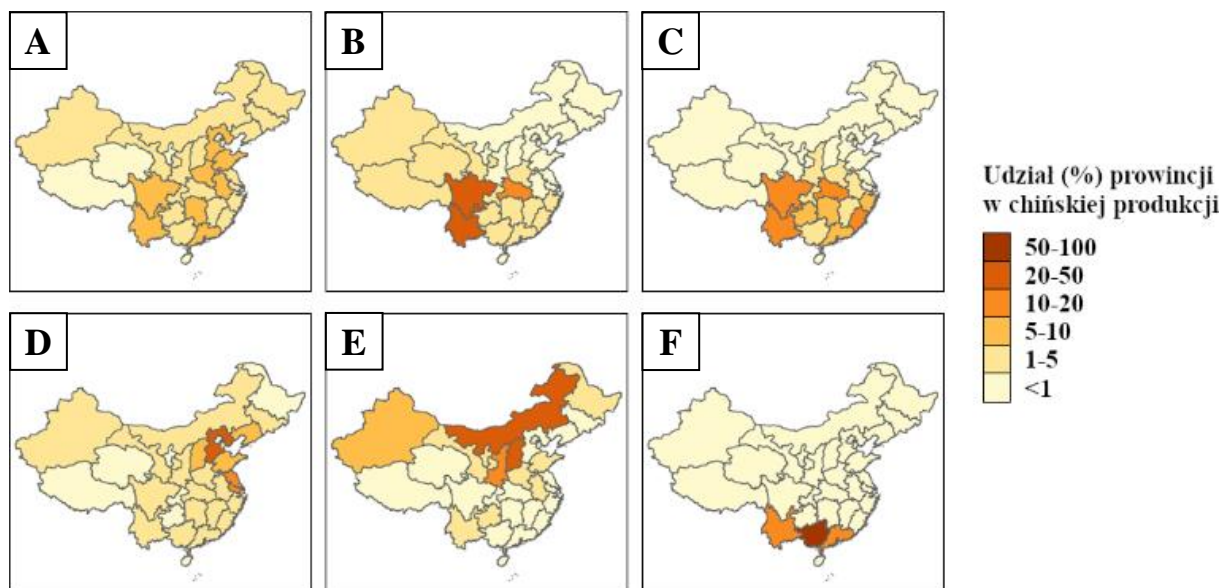 A
B
C
Udział (%) prowincji
w chińskiej produkcji
50-100
20-50
10-20
5-10
1-5
<1
D
E
F